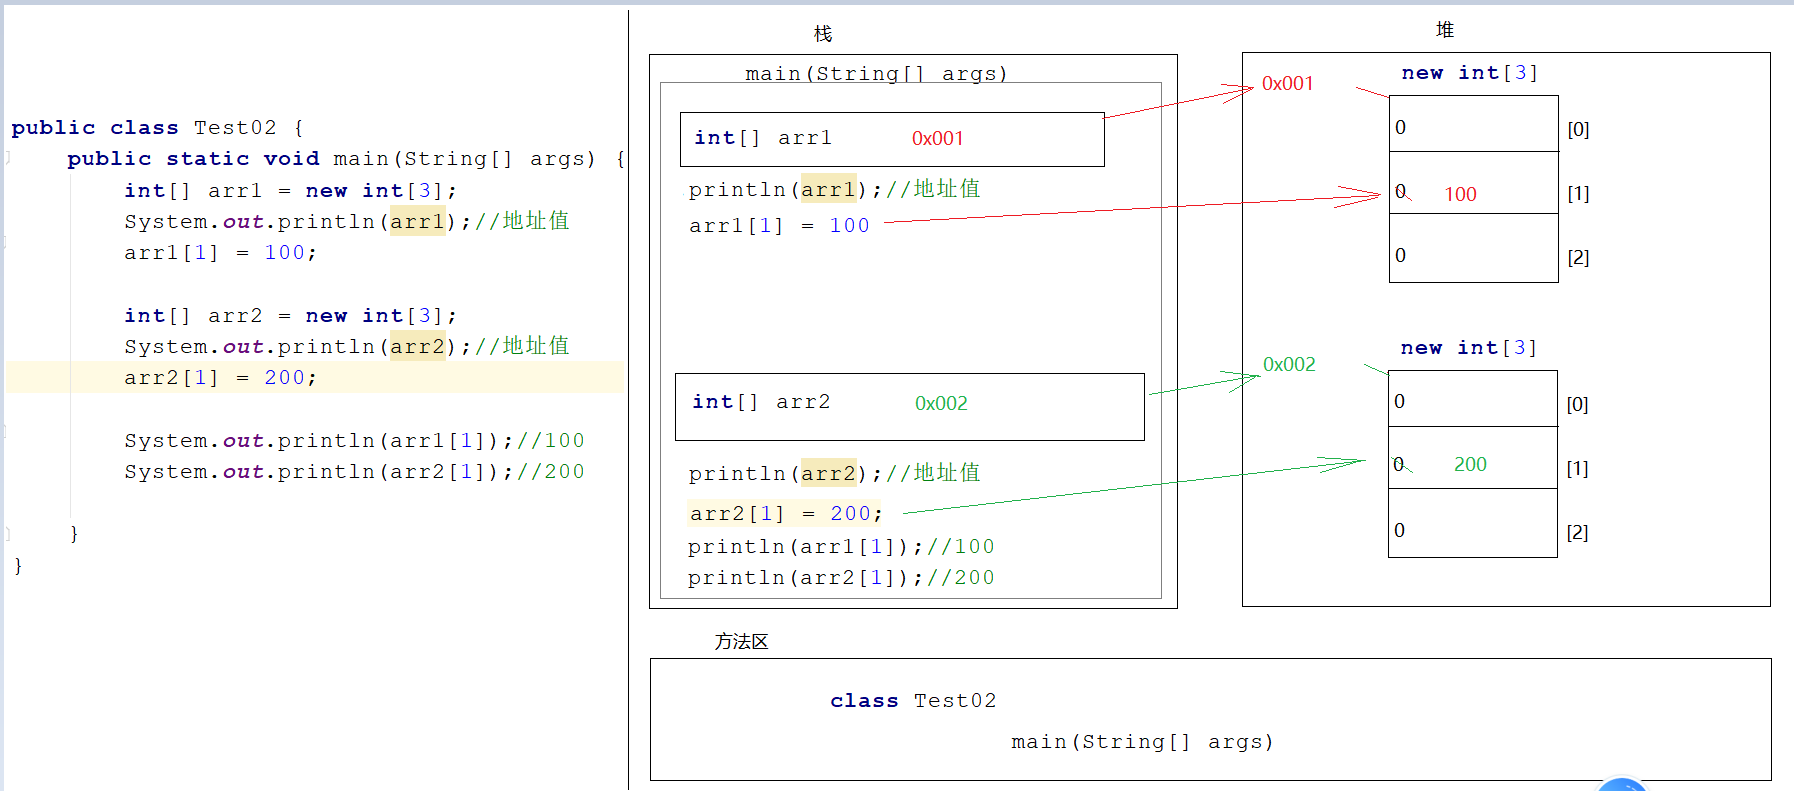 public class Test02 {
public static void main(String[] args) {
int[] arr1 = new int[3];
System.out.println(arr1);//地址值
arr1[1] = 100;
int[] arr2 = new int[3];
System.out.println(arr2);//地址值
arr2[1] = 200;
System.out.println(arr1[1]);//100
System.out.println(arr2[1]);//200
}
}
栈
main(String[] args)
int[] arr1 0x001
println(arr1);//地址值
arr1[1] = 100
int[] arr2 0x002
println(arr2);//地址值
arr2[1] = 200;
println(arr1[1]);//100
println(arr2[1]);//200
堆
0x001
new int[3]
0 [0]
0 100 [1]
0 [2]
0x002
new int[3]
0 [0]
0 200 [1]
0 [2]
方法区
class Test02
main(String[] args)